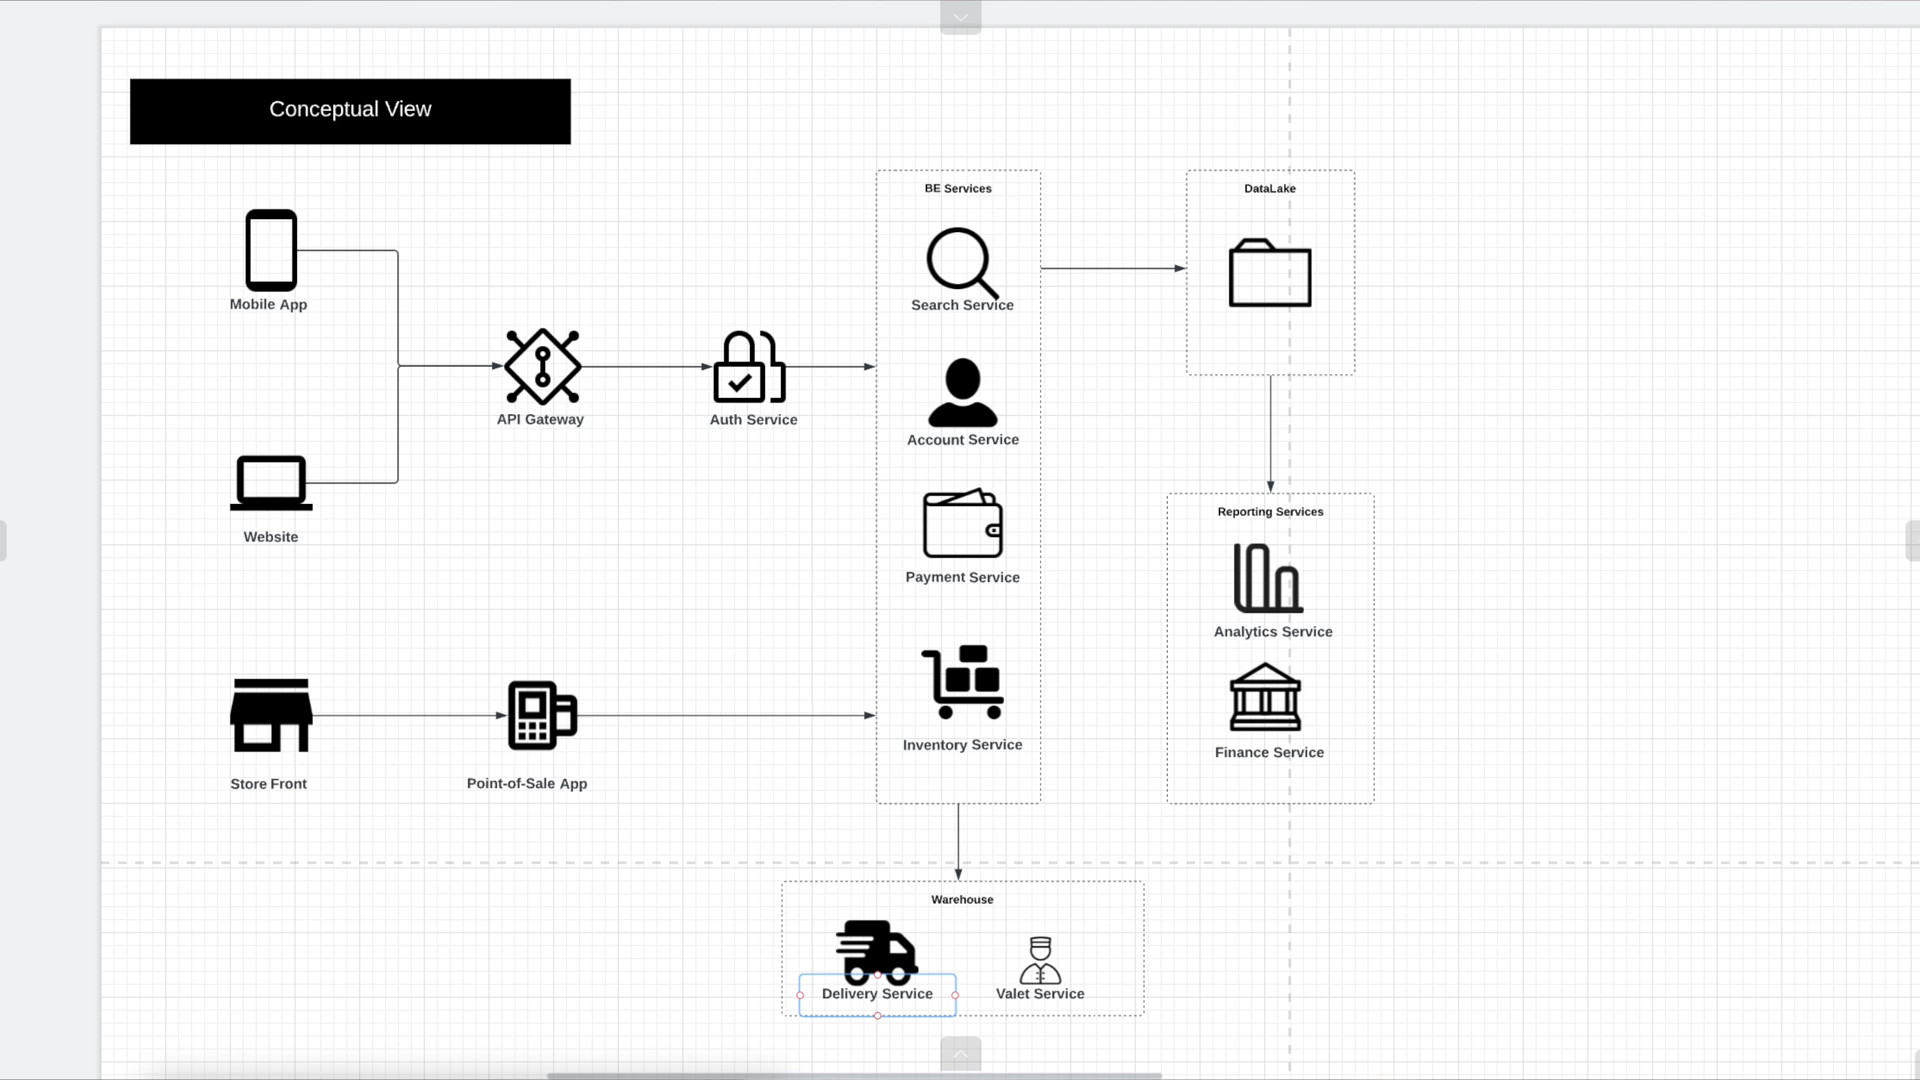 Conceptual View
BE Services
DataLake
Mobile App
Search Service
API Gateway
Auth Service
Account Service
Website
Reporting Services
Payment Service
Analytics Service
Inventory Service
Finance Service
Store Front
Point-of-Sale App
Warehouse
Delivery Service
Valet Service